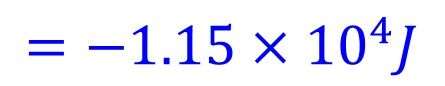 = −1.15 × 10⁴J